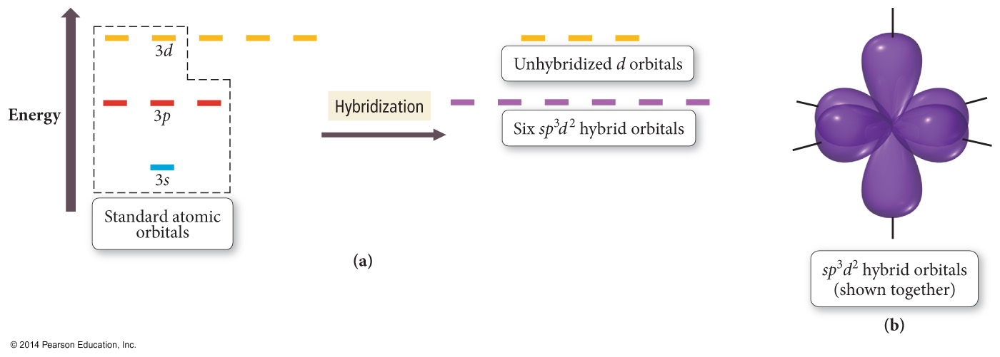 Energy
3d
3p
3s
Standard atomic
orbitals
Hybridization
Unhybridized d orbitals
Six sp³d² hybrid orbitals
(a)
sp³d² hybrid orbitals
(shown together)
(b)
© 2014 Pearson Education, Inc.